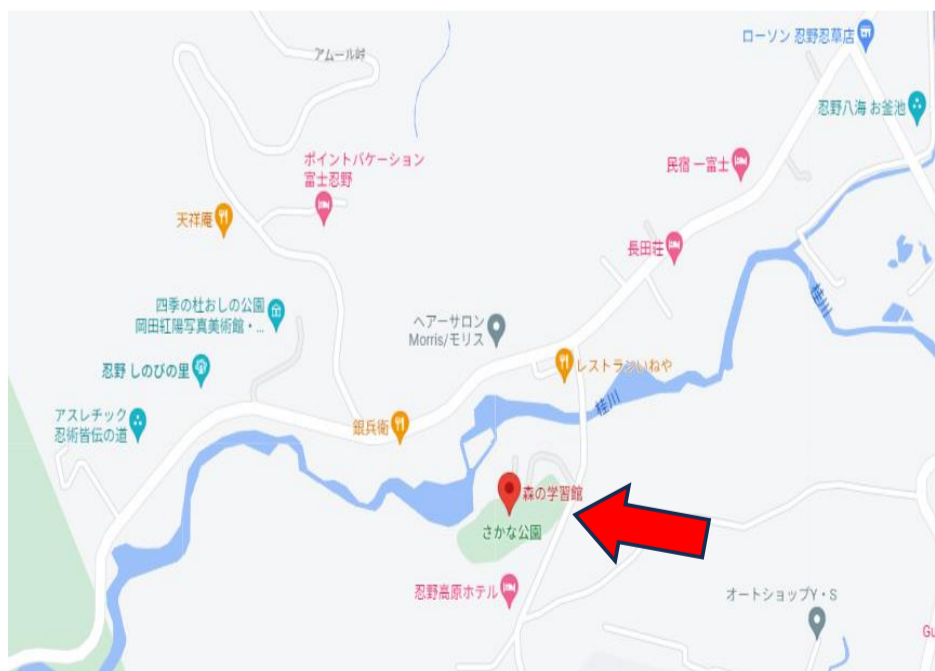 ローソン 忍野忍草店
アムール峠
忍野八海 お釜池
ポイントバケーション
富士忍野
民宿 一富士
天祥庵
長田荘
四季の杜おしの公園
岡田紅陽写真美術館・...
桂川
ヘアーサロン
Morris/モリス
忍野 しのびの里
レストランいねや
アスレチック
忍術皆伝の道
銀兵衛
桂川
森の学習館
さかな公園
忍野高原ホテル
オートショップY・S
Gu